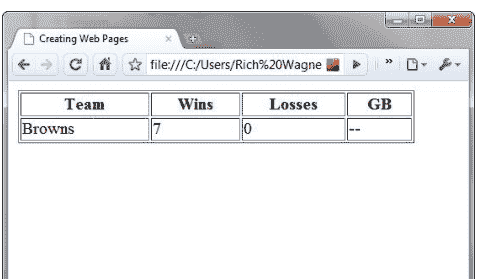 Creating Web Pages
file:///C:/Users/Rich%20Wagne
Team Wins Losses GB
Browns 7 0 --